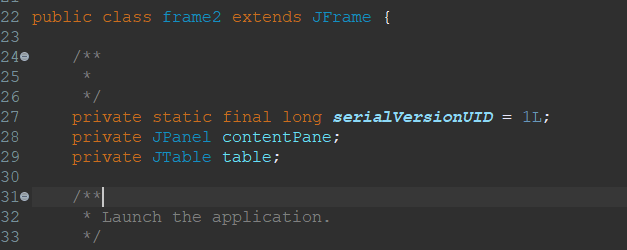 22 public class frame2 extends JFrame {
23
24 /**
25 *
26 */
27 private static final long serialVersionUID = 1L;
28 private JPanel contentPane;
29 private JTable table;
30
31 /**
32 * Launch the application.
33 */